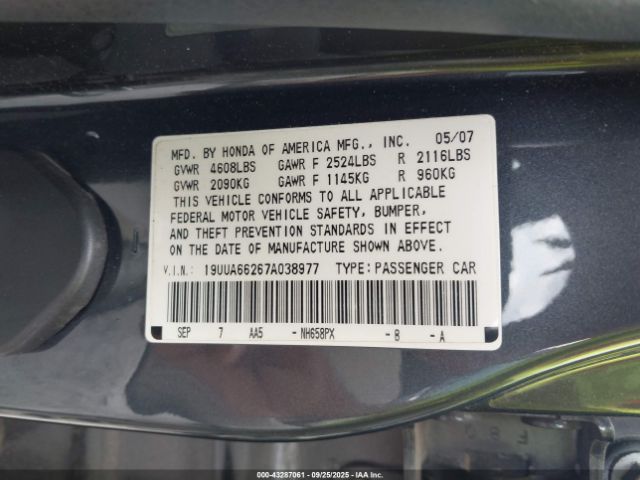 MFD. BY HONDA OF AMERICA MFG., INC. 05/07
GVWR 4608LBS GAWR F 2524LBS R 2116LBS
GVWR 2090KG GAWR F 1145KG R 960KG
THIS VEHICLE CONFORMS TO ALL APPLICABLE
FEDERAL MOTOR VEHICLE SAFETY, BUMPER,
AND THEFT PREVENTION STANDARDS IN EFFECT
ON THE DATE OF MANUFACTURE SHOWN ABOVE.
V.I.N.: 19UUA66267A038977 TYPE:PASSENGER CAR
SEP 7 AA5 -NH658PX -B -A
000-43287061 - 09/25/2025 - IAAI.COM